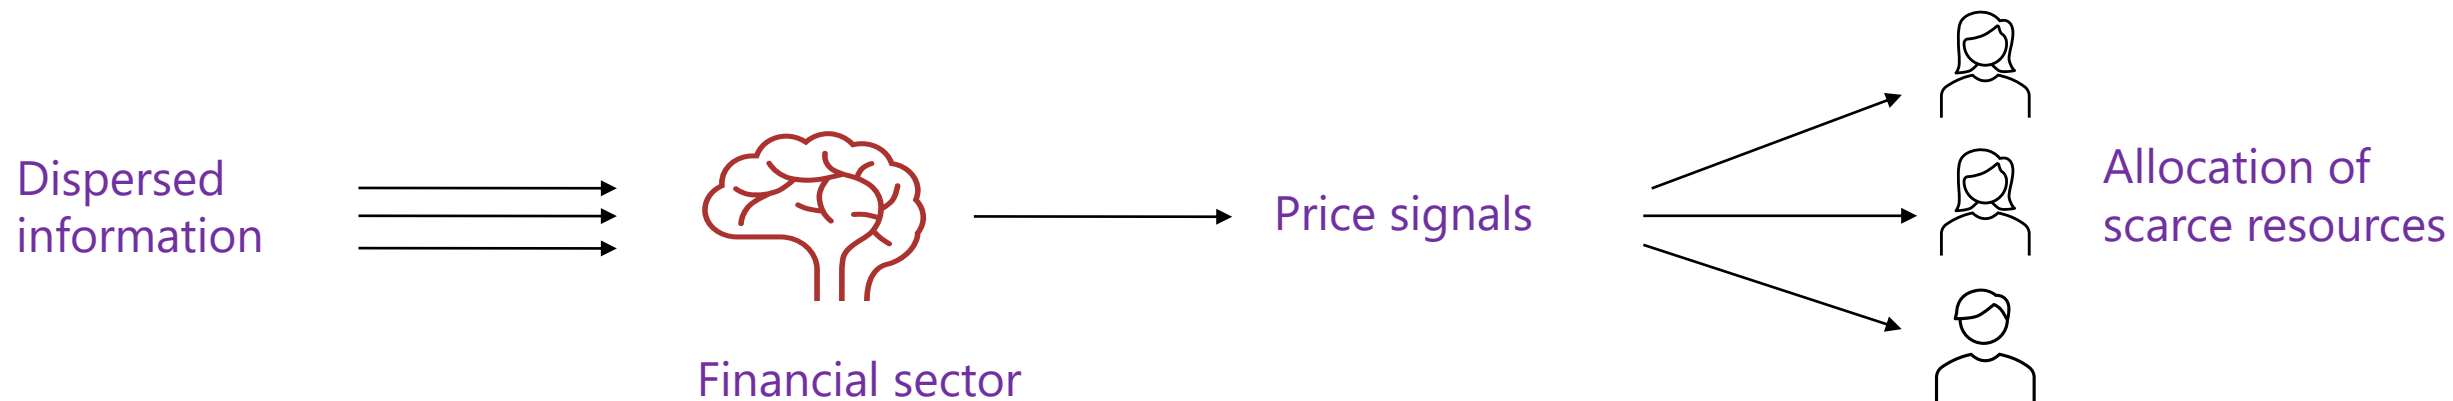 Dispersed
information
Financial sector
Price signals
Allocation of
scarce resources